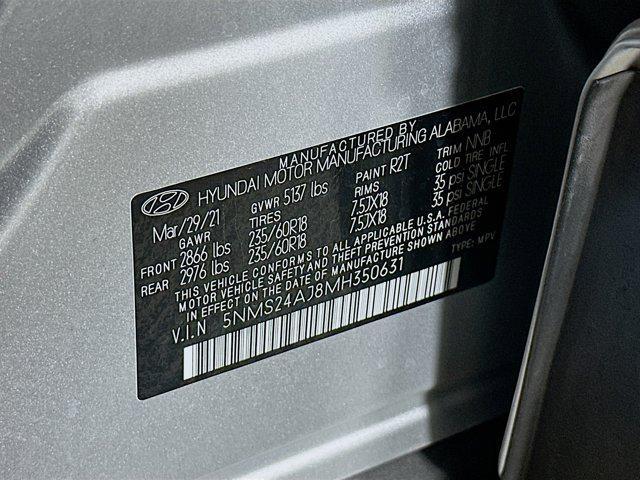 MANUFACTURED BY
HYUNDAI MOTOR MANUFACTURING ALABAMA, LLC
Mar/29/21 GVWR 5137 lbs PAINT R2T TRIM NNB
GAWR TIRES RIMS COLD TIRE INFL
FRONT 2866 lbs 235/60R18 7.5JX18 35 psi SINGLE
REAR 2976 lbs 235/60R18 7.5JX18 35 psi SINGLE
THIS VEHICLE CONFORMS TO ALL APPLICABLE U.S.A. FEDERAL
MOTOR VEHICLE SAFETY AND THEFT PREVENTION STANDARDS
IN EFFECT ON THE DATE OF MANUFACTURE SHOWN ABOVE
V.I.N 5NMS24AJ8MH350631 TYPE: MPV